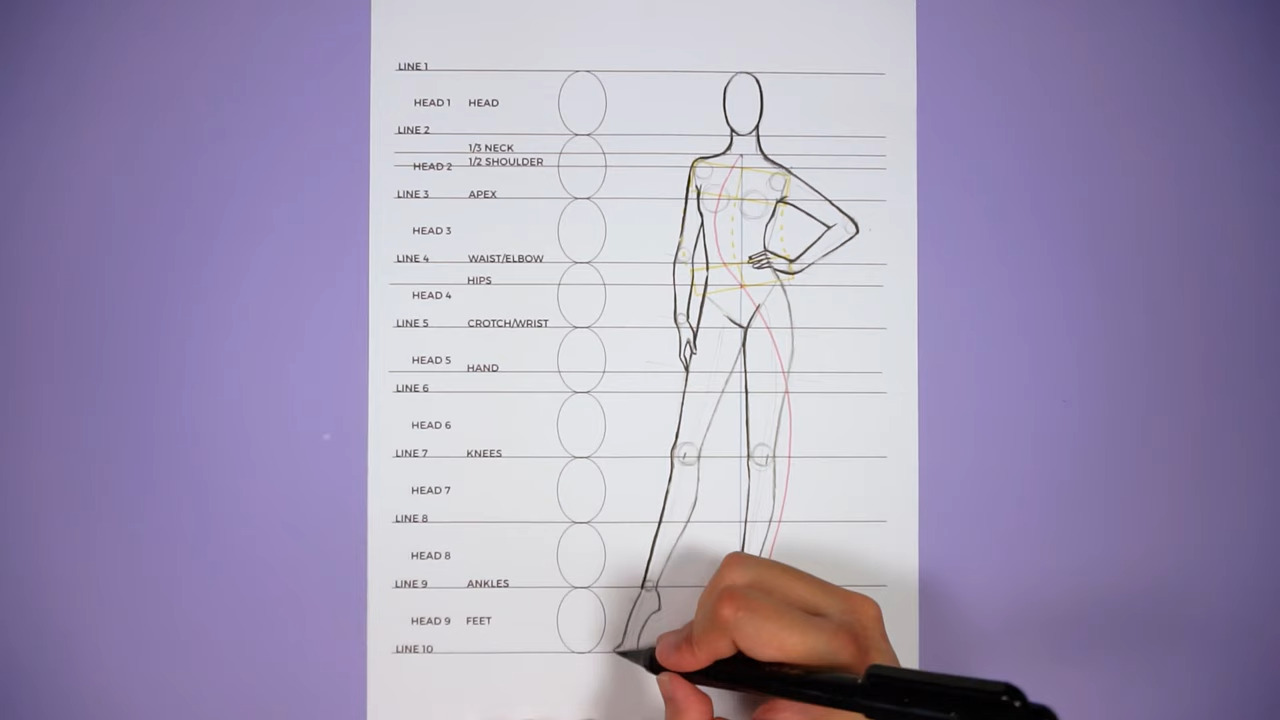 LINE 1
HEAD 1 HEAD
LINE 2
1/3 NECK
HEAD 2 1/2 SHOULDER
LINE 3 APEX
HEAD 3
LINE 4 WAIST/ELBOW
HIPS
HEAD 4
LINE 5 CROTCH/WRIST
HEAD 5 HAND
LINE 6
HEAD 6
LINE 7 KNEES
HEAD 7
LINE 8
HEAD 8
LINE 9 ANKLES
HEAD 9 FEET
LINE 10